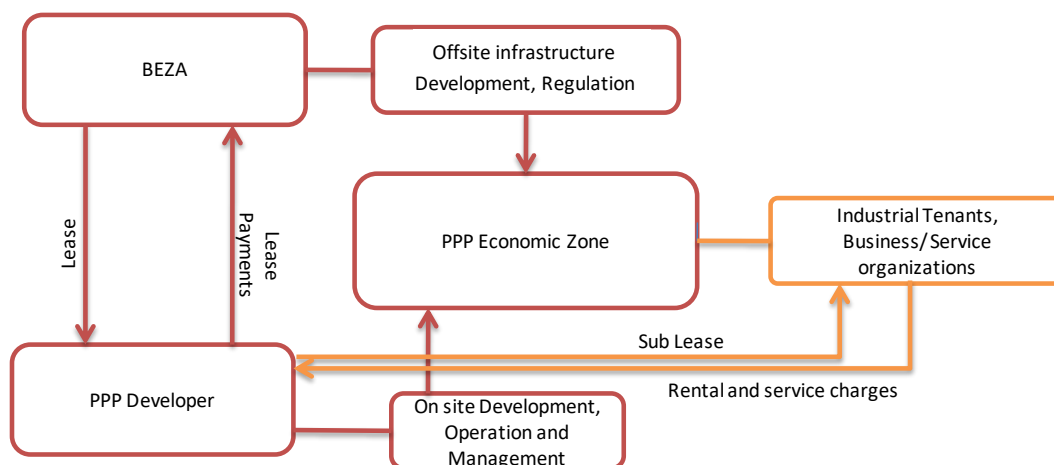 BEZA
Offsite infrastructure
Development, Regulation
Lease
Lease
Payments
PPP Economic Zone
Industrial Tenants,
Business/Service
organizations
Sub Lease
Rental and service charges
PPP Developer
On site Development,
Operation and
Management